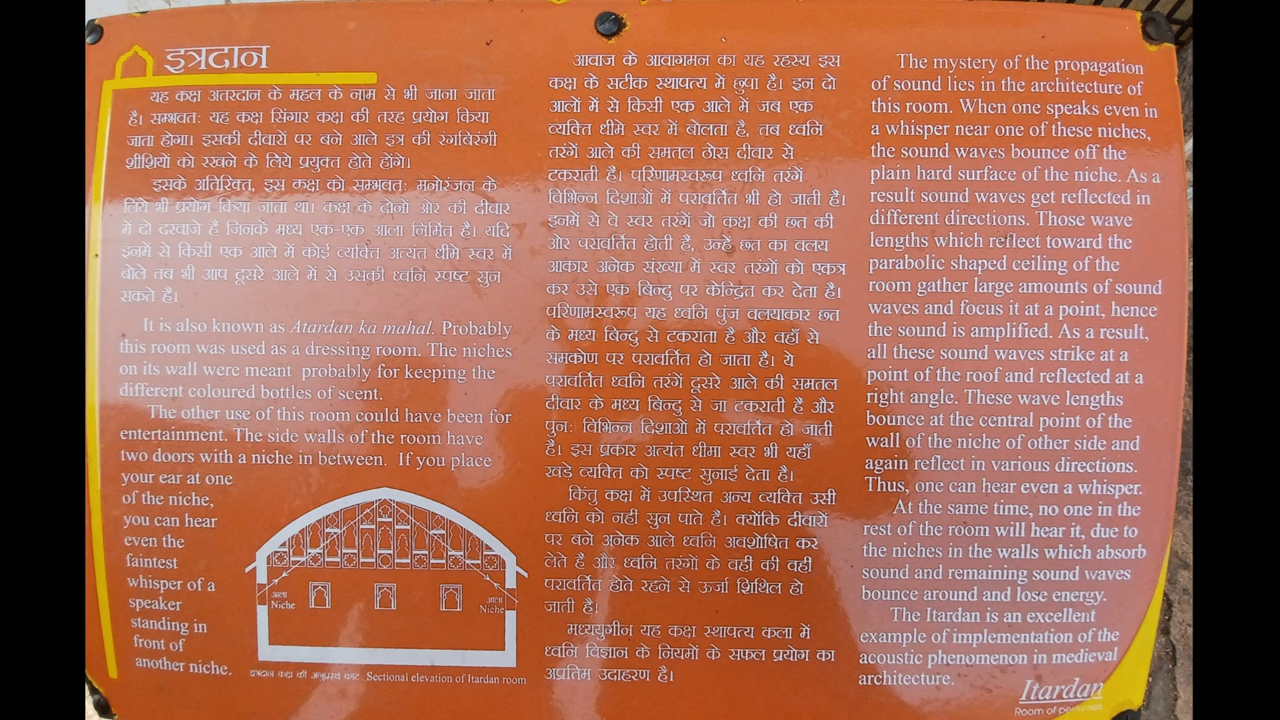 इत्रदान
यह कक्ष अतरदान के महल के नाम से भी जाना जाता
है। सम्भवतः यह कक्ष सिंगार कक्ष की तरह प्रयोग किया
जाता होगा। इसकी दीवारों पर बने आले इत्र की रंगबिरंगी
शीशियों को रखने के लिये प्रयुक्त होते होंगे।
इसके अतिरिक्त, इस कक्ष को सम्भवतः मनोरंजन के
लिये भी प्रयोग किया जाता था। कक्ष के दोनों ओर की दीवार
में दो दरवाजे हैं जिनके मध्य एक-एक आला निर्मित है। यदि
इनमें से किसी एक आले में कोई व्यक्ति अत्यंत धीमे स्वर में
बोले तब भी आप दूसरे आले में से उसकी ध्वनि स्पष्ट सुन
सकते हैं।
It is also known as Atardan ka mahal. Probably
this room was used as a dressing room. The niches
on its wall were meant probably for keeping the
different coloured bottles of scent.
The other use of this room could have been for
entertainment. The side walls of the room have
two doors with a niche in between. If you place
your ear at one
of the niche,
you can hear
even the
faintest
whisper of a
speaker
standing in
front of
another niche.
आला
Niche
आला
Niche
इत्रदान कक्ष की अनुप्रस्थ काट Sectional elevation of Itardan room
आवाज के आवागमन का यह रहस्य इस
कक्ष के सटीक स्थापत्य में छुपा है। इन दो
आलों में से किसी एक आले में जब एक
व्यक्ति धीमे स्वर में बोलता है, तब ध्वनि
तरंगें आले की समतल ठोस दीवार से
टकराती है। परिणामस्वरूप ध्वनि तरंगें
विभिन्न दिशाओं में परावर्तित भी हो जाती हैं।
इनमें से वे स्वर तरंगें जो कक्ष की छत की
ओर परावर्तित होती है, उन्हें छत का वलय
आकार अनेक संख्या में स्वर तरंगों को एकत्र
कर उसे एक बिन्दु पर केन्द्रित कर देता है।
परिणामस्वरूप यह ध्वनि पुंज वलयाकार छत
के मध्य बिन्दु से टकराता है और वहाँ से
समकोण पर परावर्तित हो जाता है। ये
परावर्तित ध्वनि तरंगें दूसरे आले की समतल
दीवार के मध्य बिन्दु से जा टकराती हैं और
पुनः विभिन्न दिशाओं में परावर्तित हो जाती
है। इस प्रकार अत्यंत धीमा स्वर भी यहाँ
खडे व्यक्ति को स्पष्ट सुनाई देता है।
किंतु कक्ष में उपस्थित अन्य व्यक्ति उसी
ध्वनि को नहीं सुन पाते हैं। क्योंकि दीवारों
पर बने अनेक आले ध्वनि अवशोषित कर
लेते हैं और ध्वनि तरंगों के वहीं की वहीं
परावर्तित होते रहने से ऊर्जा शिथिल हो
जाती है।
मध्ययुगीन यह कक्ष स्थापत्य कला में
ध्वनि विज्ञान के नियमों के सफल प्रयोग का
अप्रतिम उदाहरण है।
The mystery of the propagation
of sound lies in the architecture of
this room. When one speaks even in
a whisper near one of these niches,
the sound waves bounce off the
plain hard surface of the niche. As a
result sound waves get reflected in
different directions. Those wave
lengths which reflect toward the
parabolic shaped ceiling of the
room gather large amounts of sound
waves and focus it at a point, hence
the sound is amplified. As a result,
all these sound waves strike at a
point of the roof and reflected at a
right angle. These wave lengths
bounce at the central point of the
wall of the niche of other side and
again reflect in various directions.
Thus, one can hear even a whisper.
At the same time, no one in the
rest of the room will hear it, due to
the niches in the walls which absorb
sound and remaining sound waves
bounce around and lose energy.
The Itardan is an excellent
example of implementation of the
acoustic phenomenon in medieval
architecture.
Itardan
Room of perfumes